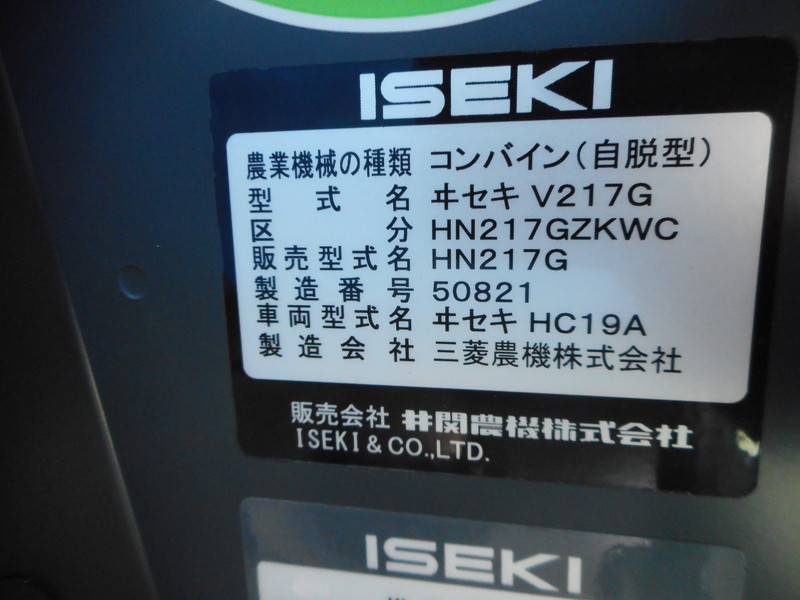 ISEKI
農業機械の種類 コンバイン(自脱型)
型式名 ヰセキ V217G
区分 HN217GZKWC
販売型式名 HN217G
製造番号 50821
車両型式名 ヰセキ HC19A
製造会社 三菱農機株式会社
販売会社 井関農機株式会社
ISEKI & CO.,LTD.
ISEKI